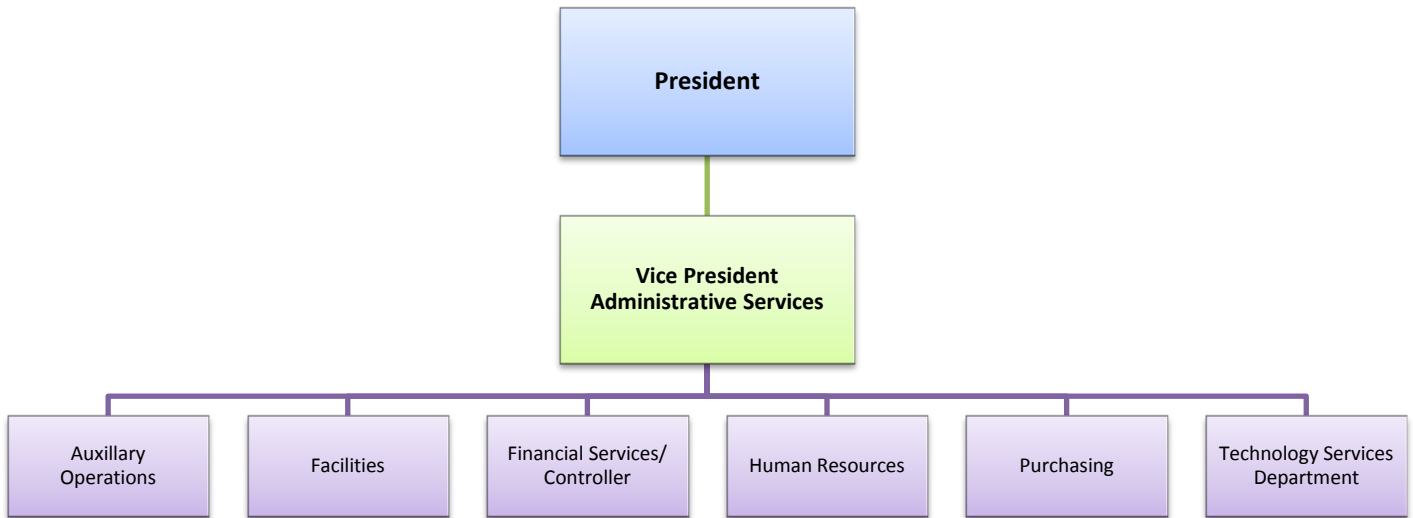 President
Vice President
Administrative Services
Auxillary
Operations
Facilities
Financial Services/
Controller
Human Resources
Purchasing
Technology Services
Department